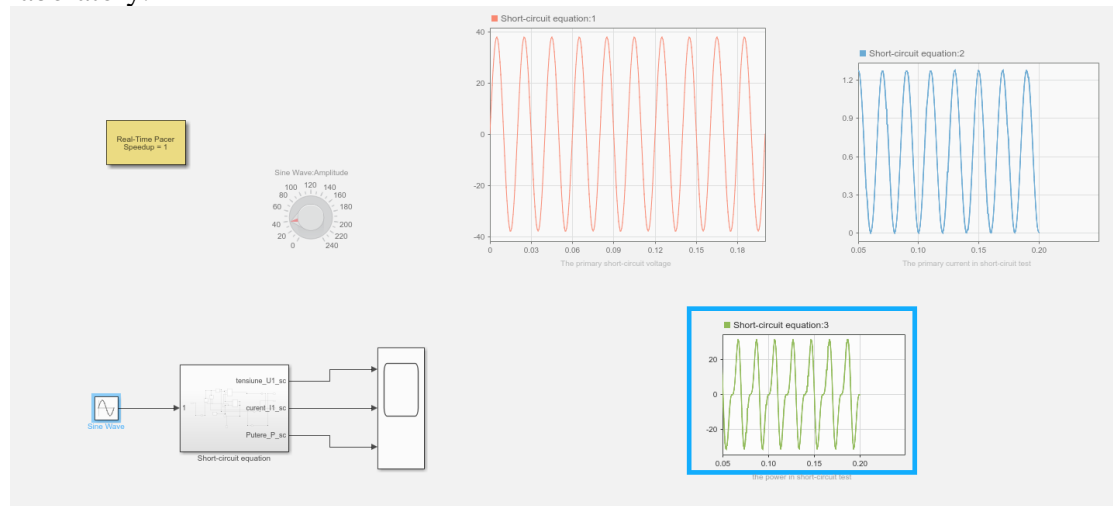 Short-circuit equation:1
40
20
0
-20
-40
0 0.03 0.06 0.09 0.12 0.15 0.18
The primary short-circuit voltage
Short-circuit equation:2
1.2
0.9
0.6
0.3
0
0.05 0.10 0.15 0.20
The primary current in short-ciruit test
Real-Time Pacer
Speedup = 1
Sine Wave:Amplitude
0 20 40 60 80 100 120 140 160 180 200 220 240
Short-circuit equation:3
20
0
-20
0.05 0.10 0.15 0.20
the power in short-circuit test
Sine Wave
1
tensiune_U1_sc
curent_I1_sc
Putere_P_sc
Short-circuit equation